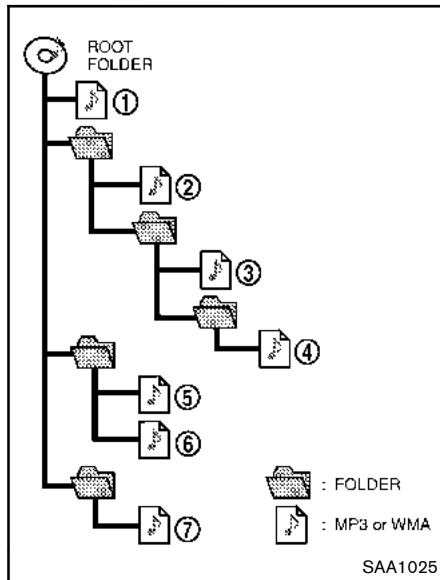 ROOT
FOLDER
①
②
③
④
⑤
⑥
⑦
: FOLDER
: MP3 or WMA
SAA1025